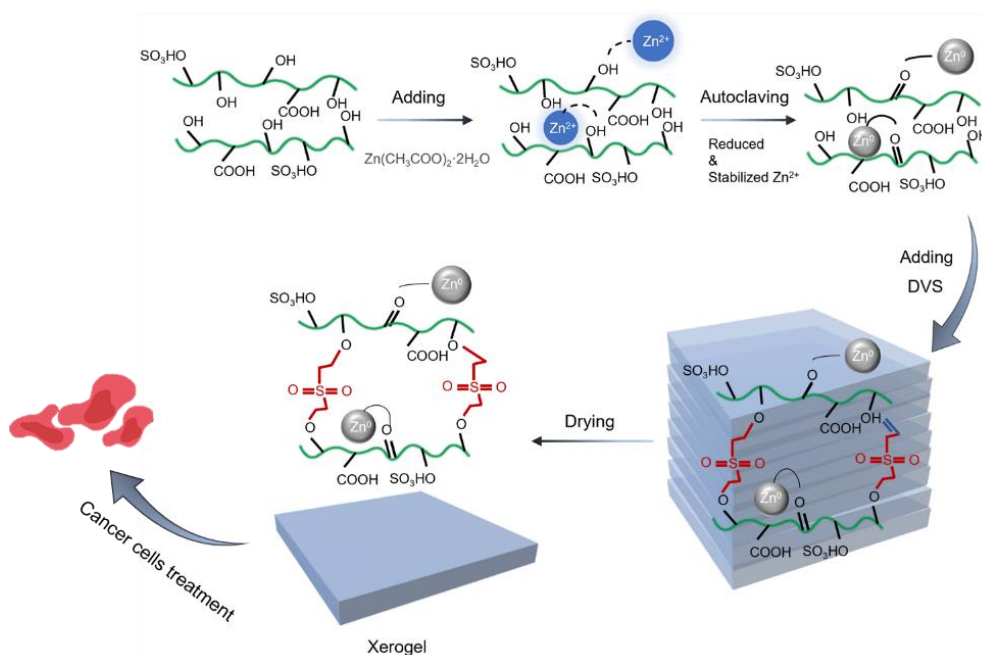 SO₃HO
OH
OH
OH
OH
COOH
OH
OH
OH
COOH
SO₃HO
Adding
Zn(CH₃COO)₂·2H₂O
Zn²⁺
SO₃HO
OH
OH
OH
COOH
Zn²⁺
OH
OH
OH
COOH
SO₃HO
Autoclaving
Reduced
&
Stabilized Zn²⁺
Zn⁰
SO₃HO
O
OH
OH
COOH
Zn⁰
OH
O
OH
COOH
SO₃HO
Adding
DVS
Zn⁰
SO₃HO
O
O
COOH
OH
O=S=O
O=S=O
Zn⁰
O
O
O
COOH
SO₃HO
Drying
Zn⁰
SO₃HO
O
O
COOH
O
O=S=O
O=S=O
Zn⁰
O
O
O
COOH
SO₃HO
Xerogel
Cancer cells treatment